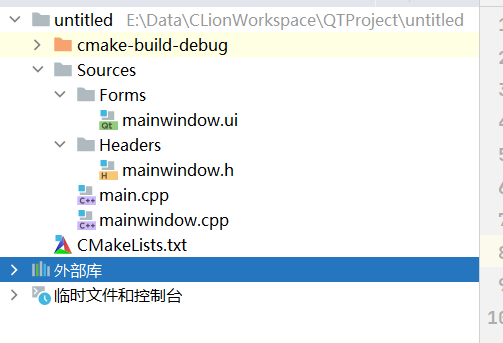 untitled E:\Data\CLionWorkspace\QTProject\untitled
cmake-build-debug
Sources
Forms
Qt mainwindow.ui
Headers
H mainwindow.h
C++ main.cpp
C++ mainwindow.cpp
CMakeLists.txt
外部库
临时文件和控制台
1
2
3
4
5
6
7
8
9
10